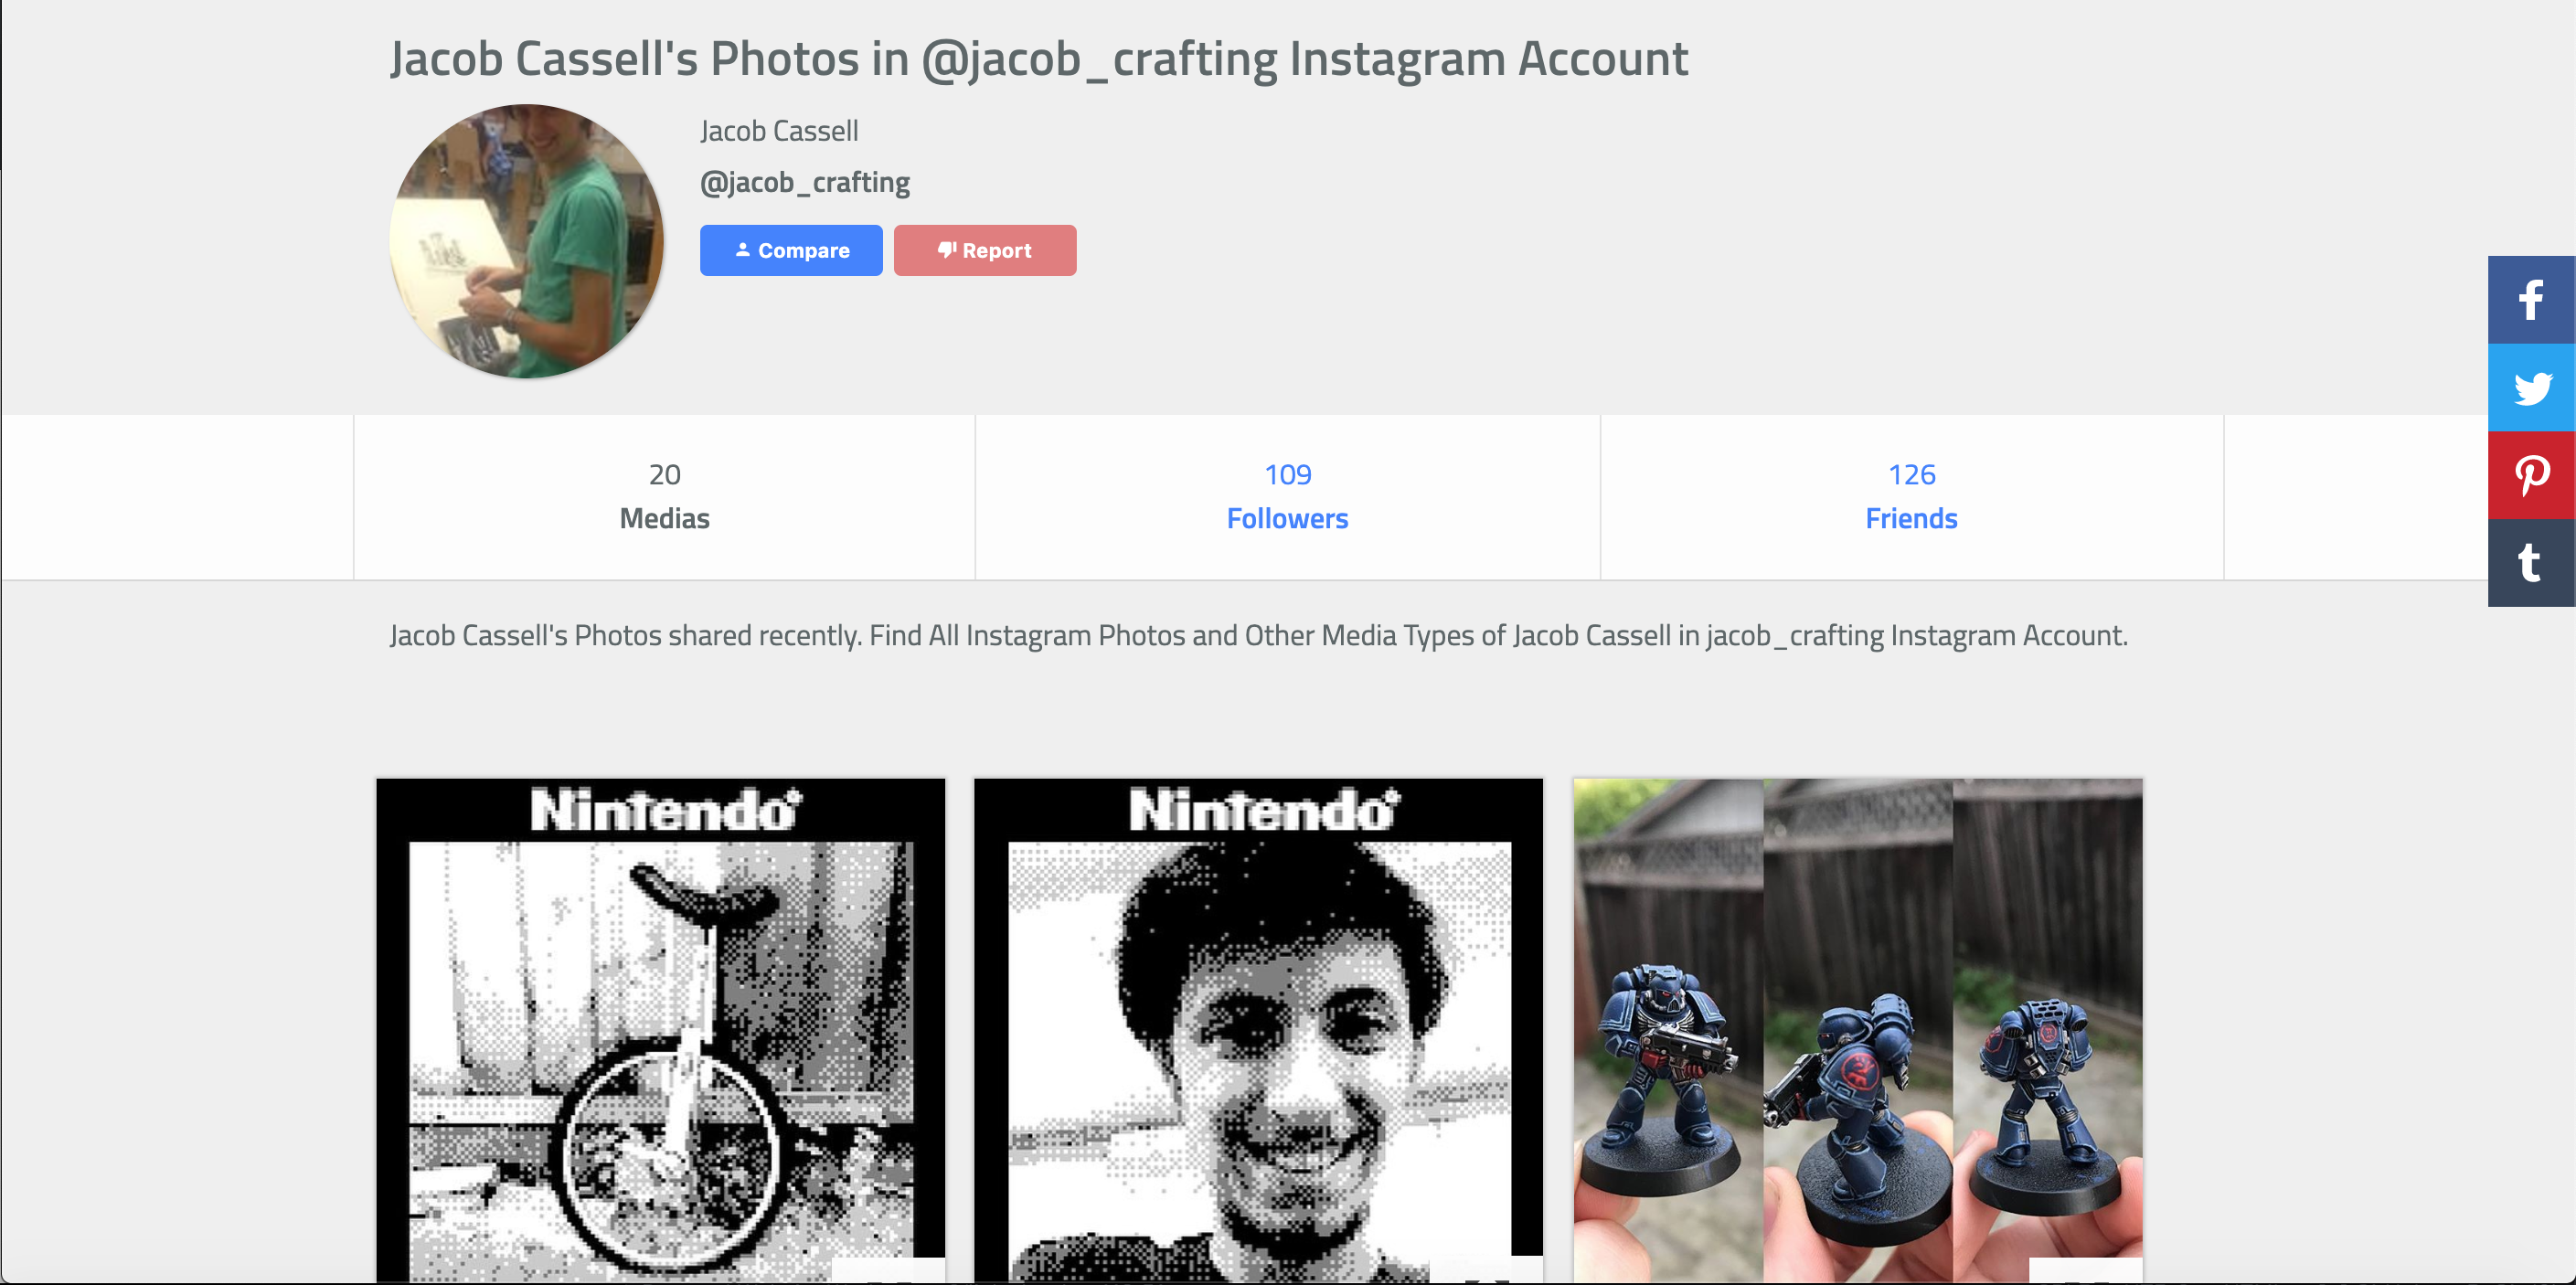 Jacob Cassell's Photos in @jacob_crafting Instagram Account
Jacob Cassell
@jacob_crafting
Compare
Report
20
Medias
109
Followers
126
Friends
Jacob Cassell's Photos shared recently. Find All Instagram Photos and Other Media Types of Jacob Cassell in jacob_crafting Instagram Account.
Nintendo
Nintendo